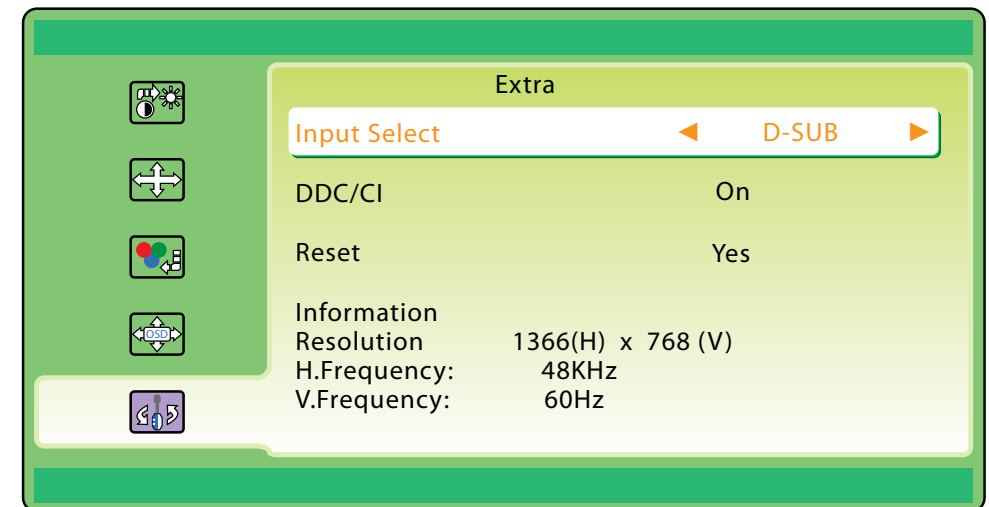 Extra
Input Select ◀ D-SUB ▶
DDC/CI On
Reset Yes
Information
Resolution 1366(H) x 768 (V)
H.Frequency: 48KHz
V.Frequency: 60Hz
OSD